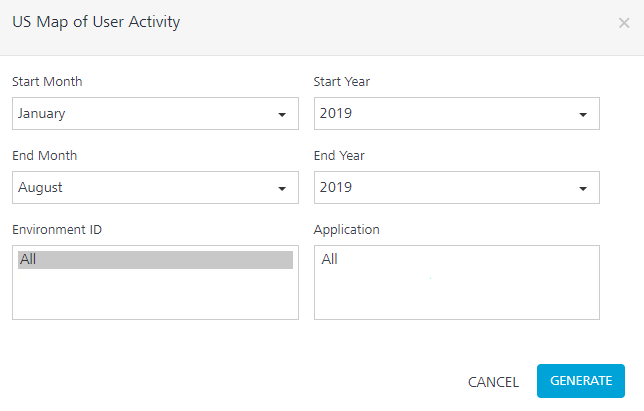 US Map of User Activity
Start Month Start Year
January 2019
End Month End Year
August 2019
Environment ID Application
All All
CANCEL GENERATE